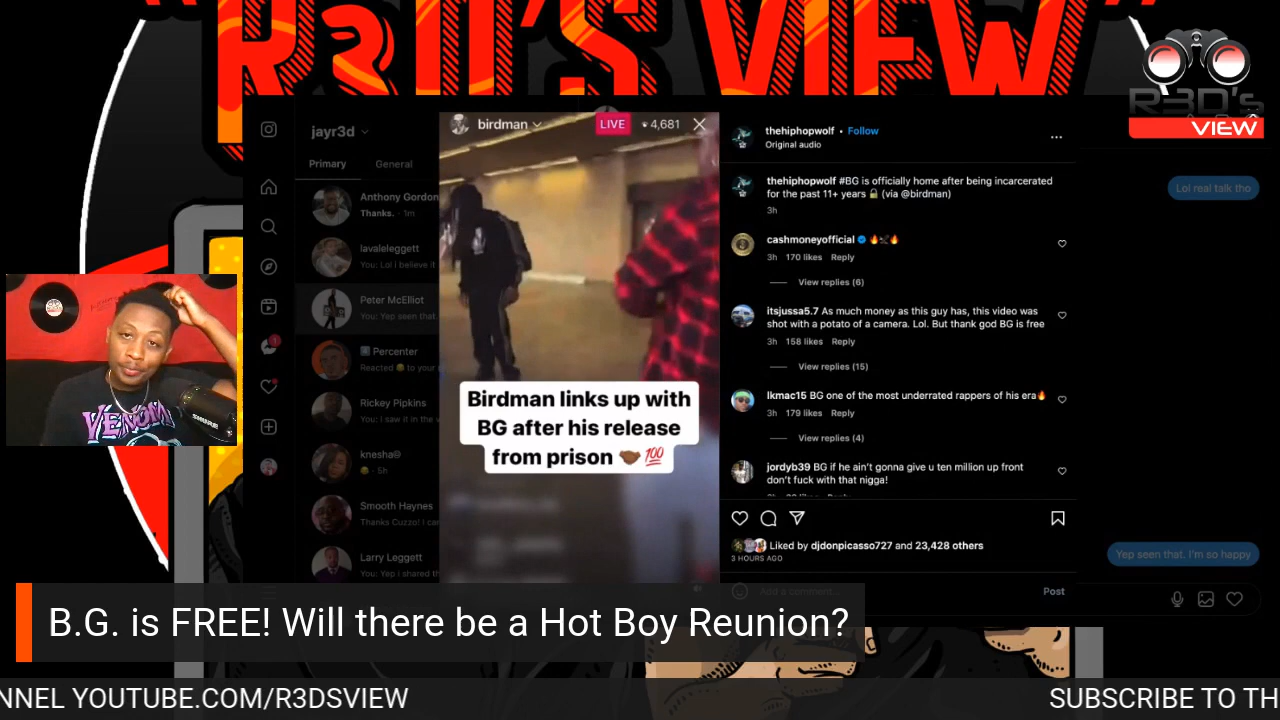 "R3D'S VIEW"
R3D's
VIEW
jayr3d
Primary General
Anthony Gordon
Thanks. · 1m
lavaleleggett
You: Lol i believe it
Peter McElliot
You: Yep seen that
Percenter
Reacted 😂 to your
Rickey Pipkins
You: I saw it in the
knesha
😂 · 5h
Smooth Haynes
Thanks Cuzzo! I
Larry Leggett
You: Yep I shared
birdman LIVE 4,681
Birdman links up with
BG after his release
from prison 🤝🏾 💯
thehiphopwolf • Follow
Original audio
thehiphopwolf #BG is officially home after being incarcerated
for the past 11+ years 🔓 (via @birdman)
3h
cashmoneyofficial
3h 170 likes Reply
View replies (6)
itsjussa5.7 As much money as this guy has, this video was
shot with a potato of a camera. Lol. But thank god BG is free
3h 158 likes Reply
View replies (15)
lkmac15 BG one of the most underrated rappers of his era🔥
3h 179 likes Reply
View replies (4)
jordyb39 BG if he ain't gonna give u ten million up front
don't fuck with that nigga!
Liked by djdonpicasso727 and 23,428 others
3 HOURS AGO
Add a comment...
Post
Lol real talk tho
Yep seen that. I'm so happy
VENOM
SHURE
B.G. is FREE! Will there be a Hot Boy Reunion?
NNEL YOUTUBE.COM/R3DSVIEW SUBSCRIBE TO TH